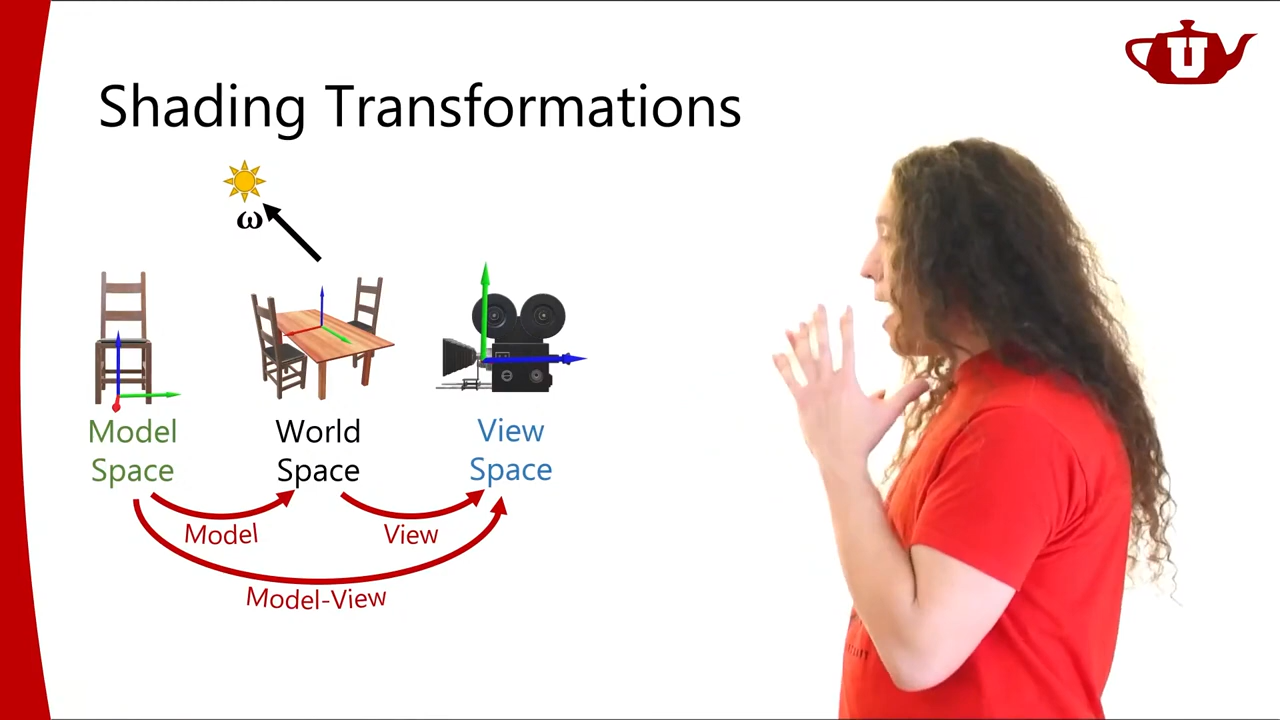 U
Shading Transformations
ω
Model
Space
World
Space
View
Space
Model
View
Model-View